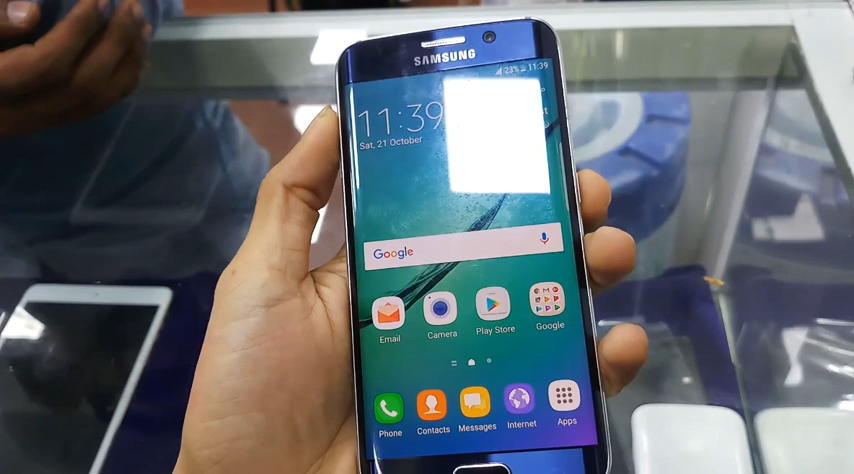 SAMSUNG
23% 11:39
11:39
Sat, 21 October
Google
Email
Camera
Play Store
Google
Phone
Contacts
Messages
Internet
Apps